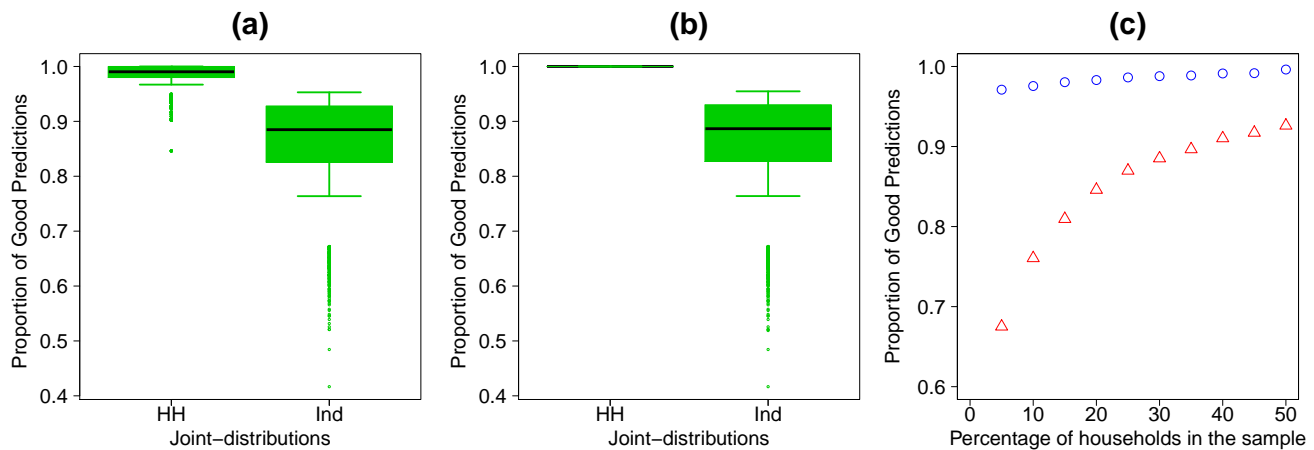 (a)
Proportion of Good Predictions
1.0
0.9
0.8
0.7
0.6
0.5
0.4
HH Ind
Joint−distributions
(b)
Proportion of Good Predictions
1.0
0.9
0.8
0.7
0.6
0.5
0.4
HH Ind
Joint−distributions
(c)
Proportion of Good Predictions
1.0
0.9
0.8
0.7
0.6
0 10 20 30 40 50
Percentage of households in the sample